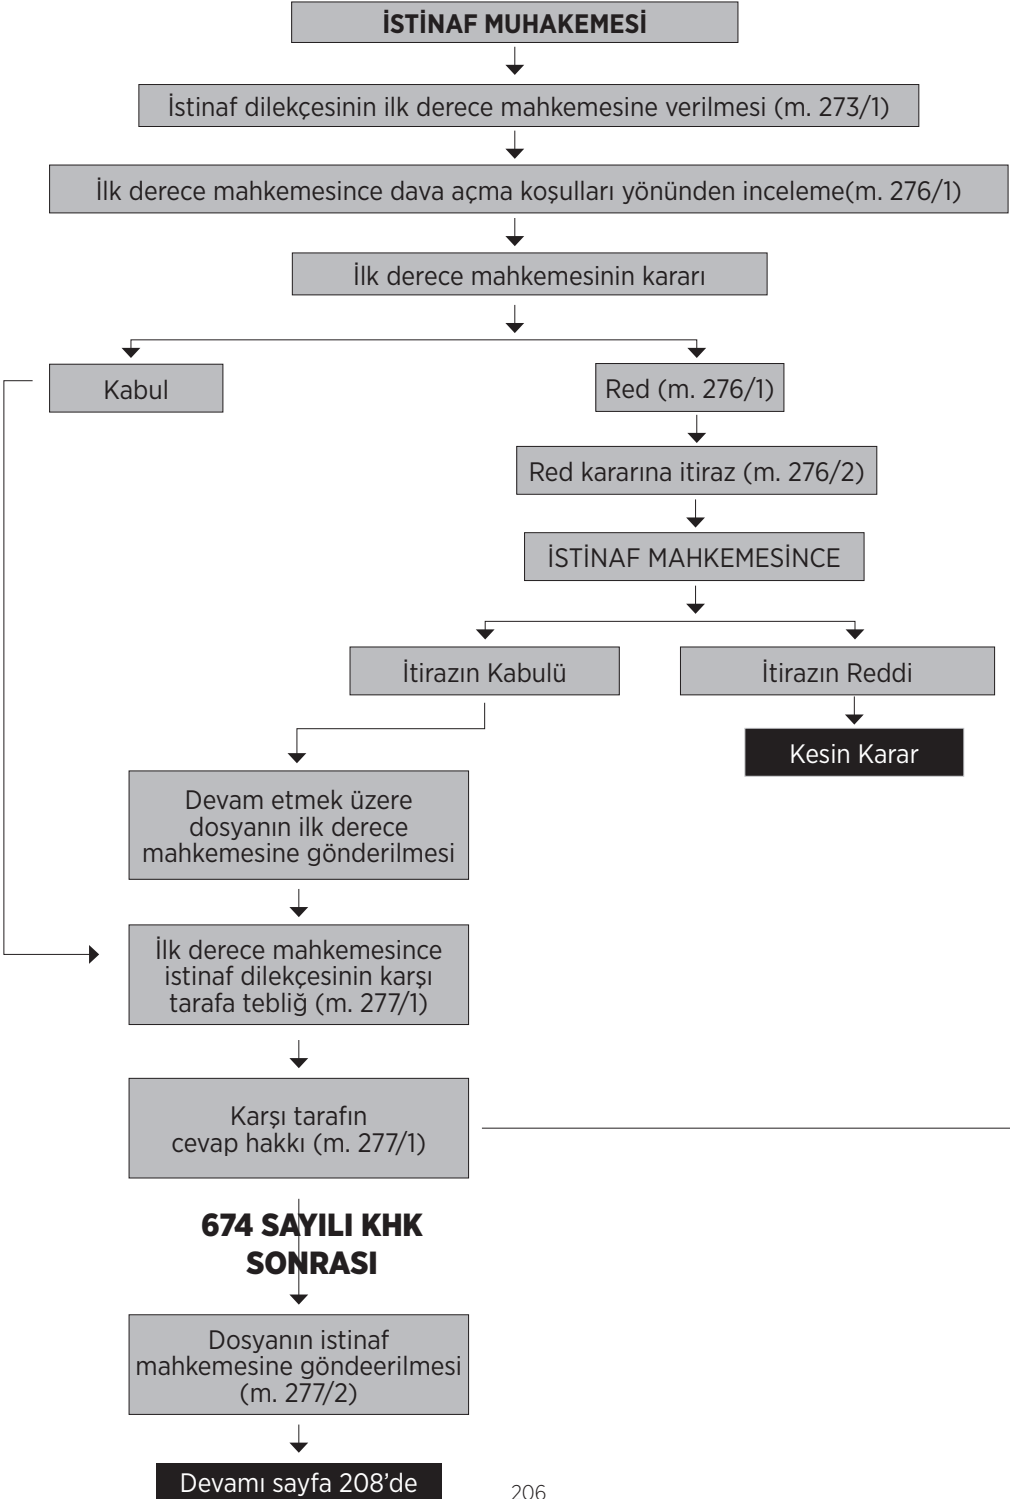 İSTİNAF MUHAKEMESİ
İstinaf dilekçesinin ilk derece mahkemesine verilmesi (m. 273/1)
İlk derece mahkemesince dava açma koşulları yönünden inceleme(m. 276/1)
İlk derece mahkemesinin kararı
Kabul
Red (m. 276/1)
Red kararına itiraz (m. 276/2)
İSTİNAF MAHKEMESİNCE
İtirazın Kabulü
İtirazın Reddi
Kesin Karar
Devam etmek üzere
dosyanın ilk derece
mahkemesine gönderilmesi
İlk derece mahkemesince
istinaf dilekçesinin karşı
tarafa tebliğ (m. 277/1)
Karşı tarafın
cevap hakkı (m. 277/1)
674 SAYILI KHK
SONRASI
Dosyanın istinaf
mahkemesine göndeerilmesi
(m. 277/2)
Devamı sayfa 208'de
206